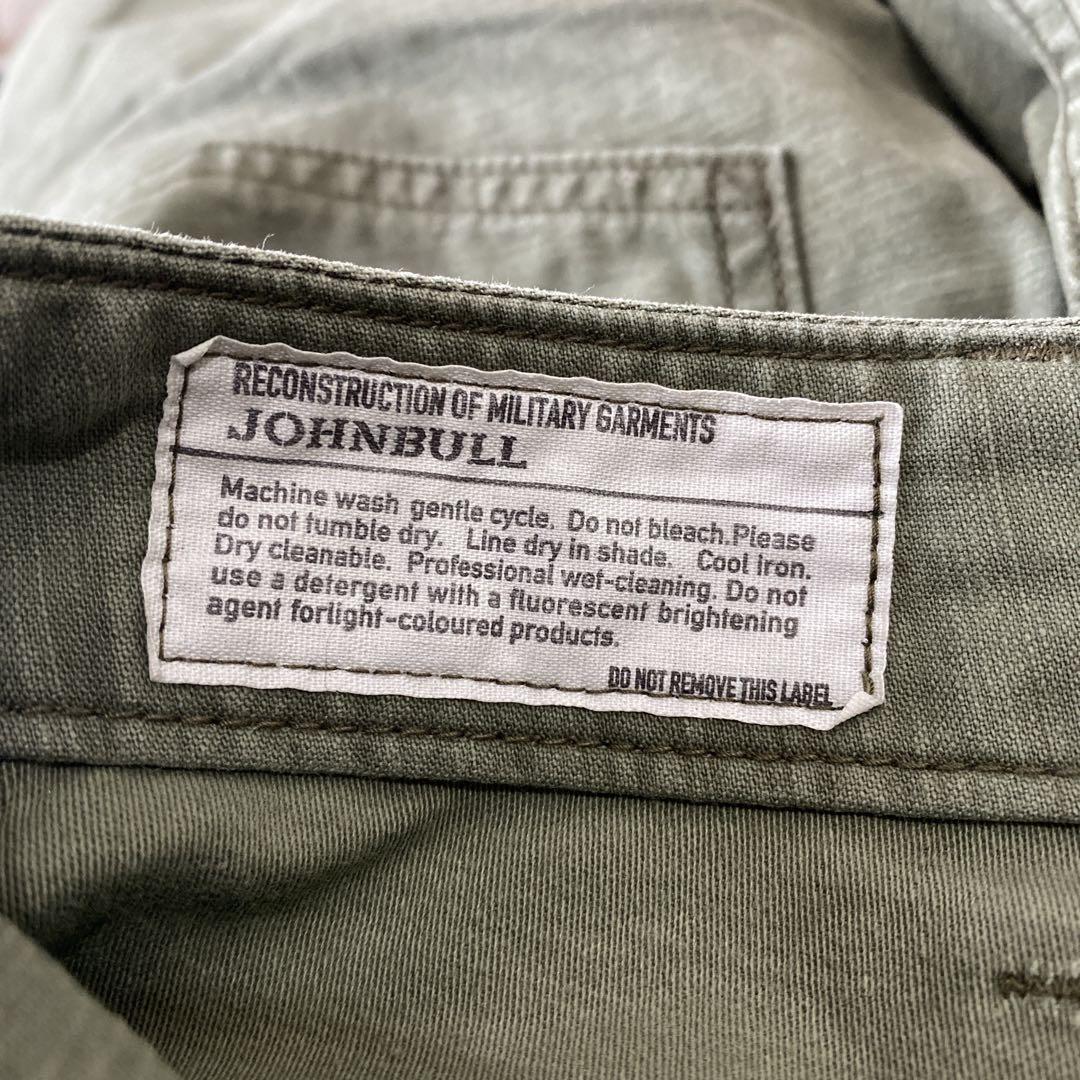 RECONSTRUCTION OF MILITARY GARMENTS
JOHNBULL
Machine wash gentle cycle. Do not bleach.Please
do not tumble dry. Line dry in shade. Cool iron.
Dry cleanable. Professional wet-cleaning. Do not
use a detergent with a fluorescent brightening
agent forlight-coloured products.
DO NOT REMOVE THIS LABEL